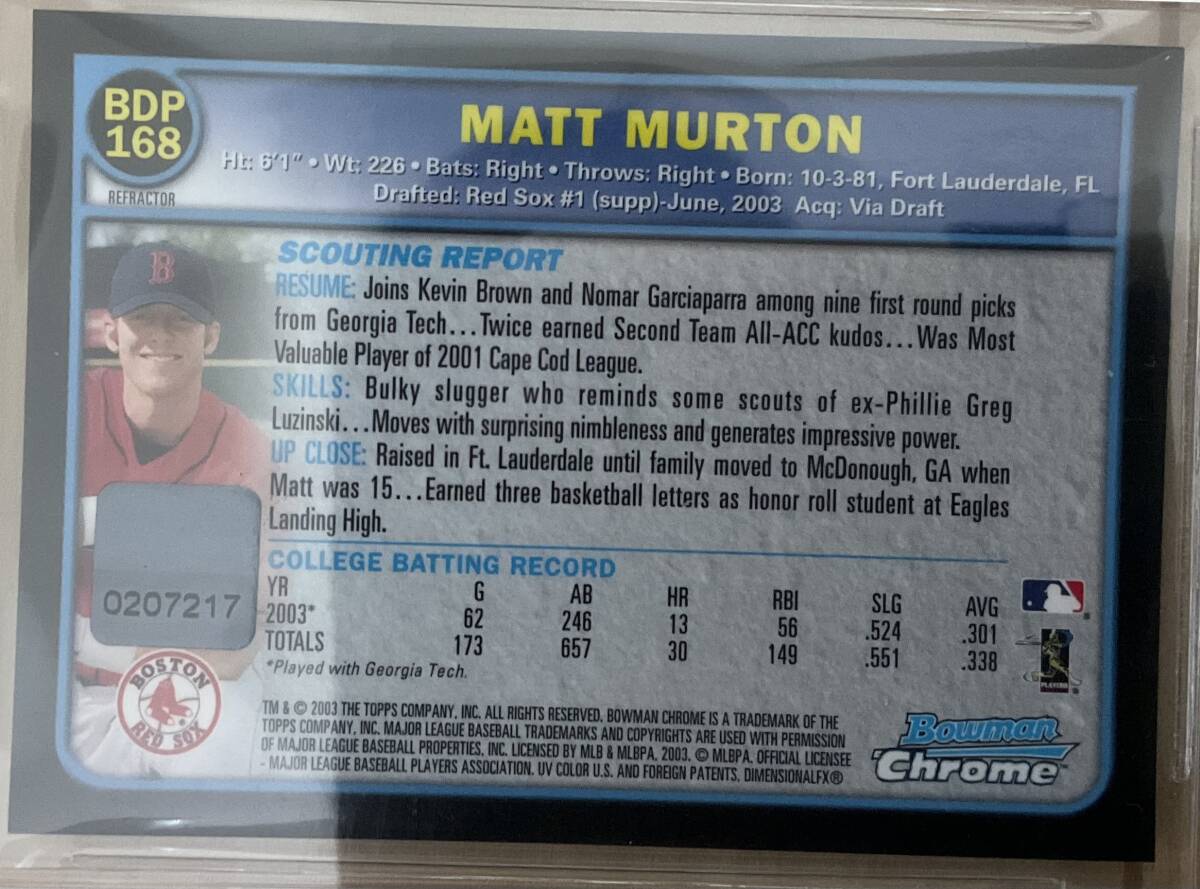 BDP
168
REFRACTOR
MATT MURTON
Ht: 6'1" • Wt: 226 • Bats: Right • Throws: Right • Born: 10-3-81, Fort Lauderdale, FL
Drafted: Red Sox #1 (supp)-June, 2003 Acq: Via Draft
B
SCOUTING REPORT
RESUME: Joins Kevin Brown and Nomar Garciaparra among nine first round picks
from Georgia Tech...Twice earned Second Team All-ACC kudos...Was Most
Valuable Player of 2001 Cape Cod League.
SKILLS: Bulky slugger who reminds some scouts of ex-Phillie Greg
Luzinski...Moves with surprising nimbleness and generates impressive power.
UP CLOSE: Raised in Ft. Lauderdale until family moved to McDonough, GA when
Matt was 15...Earned three basketball letters as honor roll student at Eagles
Landing High.
0207217
COLLEGE BATTING RECORD
YR G AB HR RBI SLG AVG
2003* 62 246 13 56 .524 .301
TOTALS 173 657 30 149 .551 .338
*Played with Georgia Tech.
BOSTON
RED SOX
TM & © 2003 THE TOPPS COMPANY, INC. ALL RIGHTS RESERVED. BOWMAN CHROME IS A TRADEMARK OF THE
TOPPS COMPANY, INC. MAJOR LEAGUE BASEBALL TRADEMARKS AND COPYRIGHTS ARE USED WITH PERMISSION
OF MAJOR LEAGUE BASEBALL PROPERTIES, INC. LICENSED BY MLB & MLBPA, 2003. © MLBPA. OFFICIAL LICENSEE
- MAJOR LEAGUE BASEBALL PLAYERS ASSOCIATION. UV COLOR U.S. AND FOREIGN PATENTS. DIMENSIONALFX®
Bowman
Chrome™